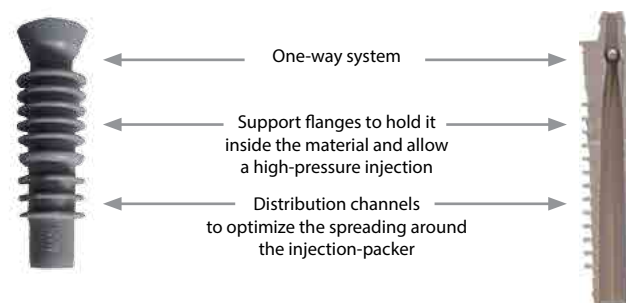 One-way system
Support flanges to hold it
inside the material and allow
a high-pressure injection
Distribution channels
to optimize the spreading around
the injection-packer